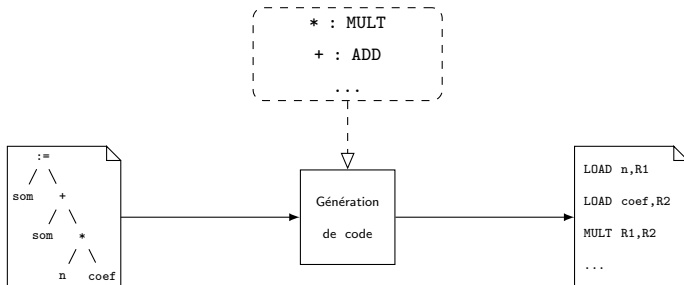 * : MULT
+ : ADD
...
:=
som +
som *
n coef
Génération
de code
LOAD n,R1
LOAD coef,R2
MULT R1,R2
...